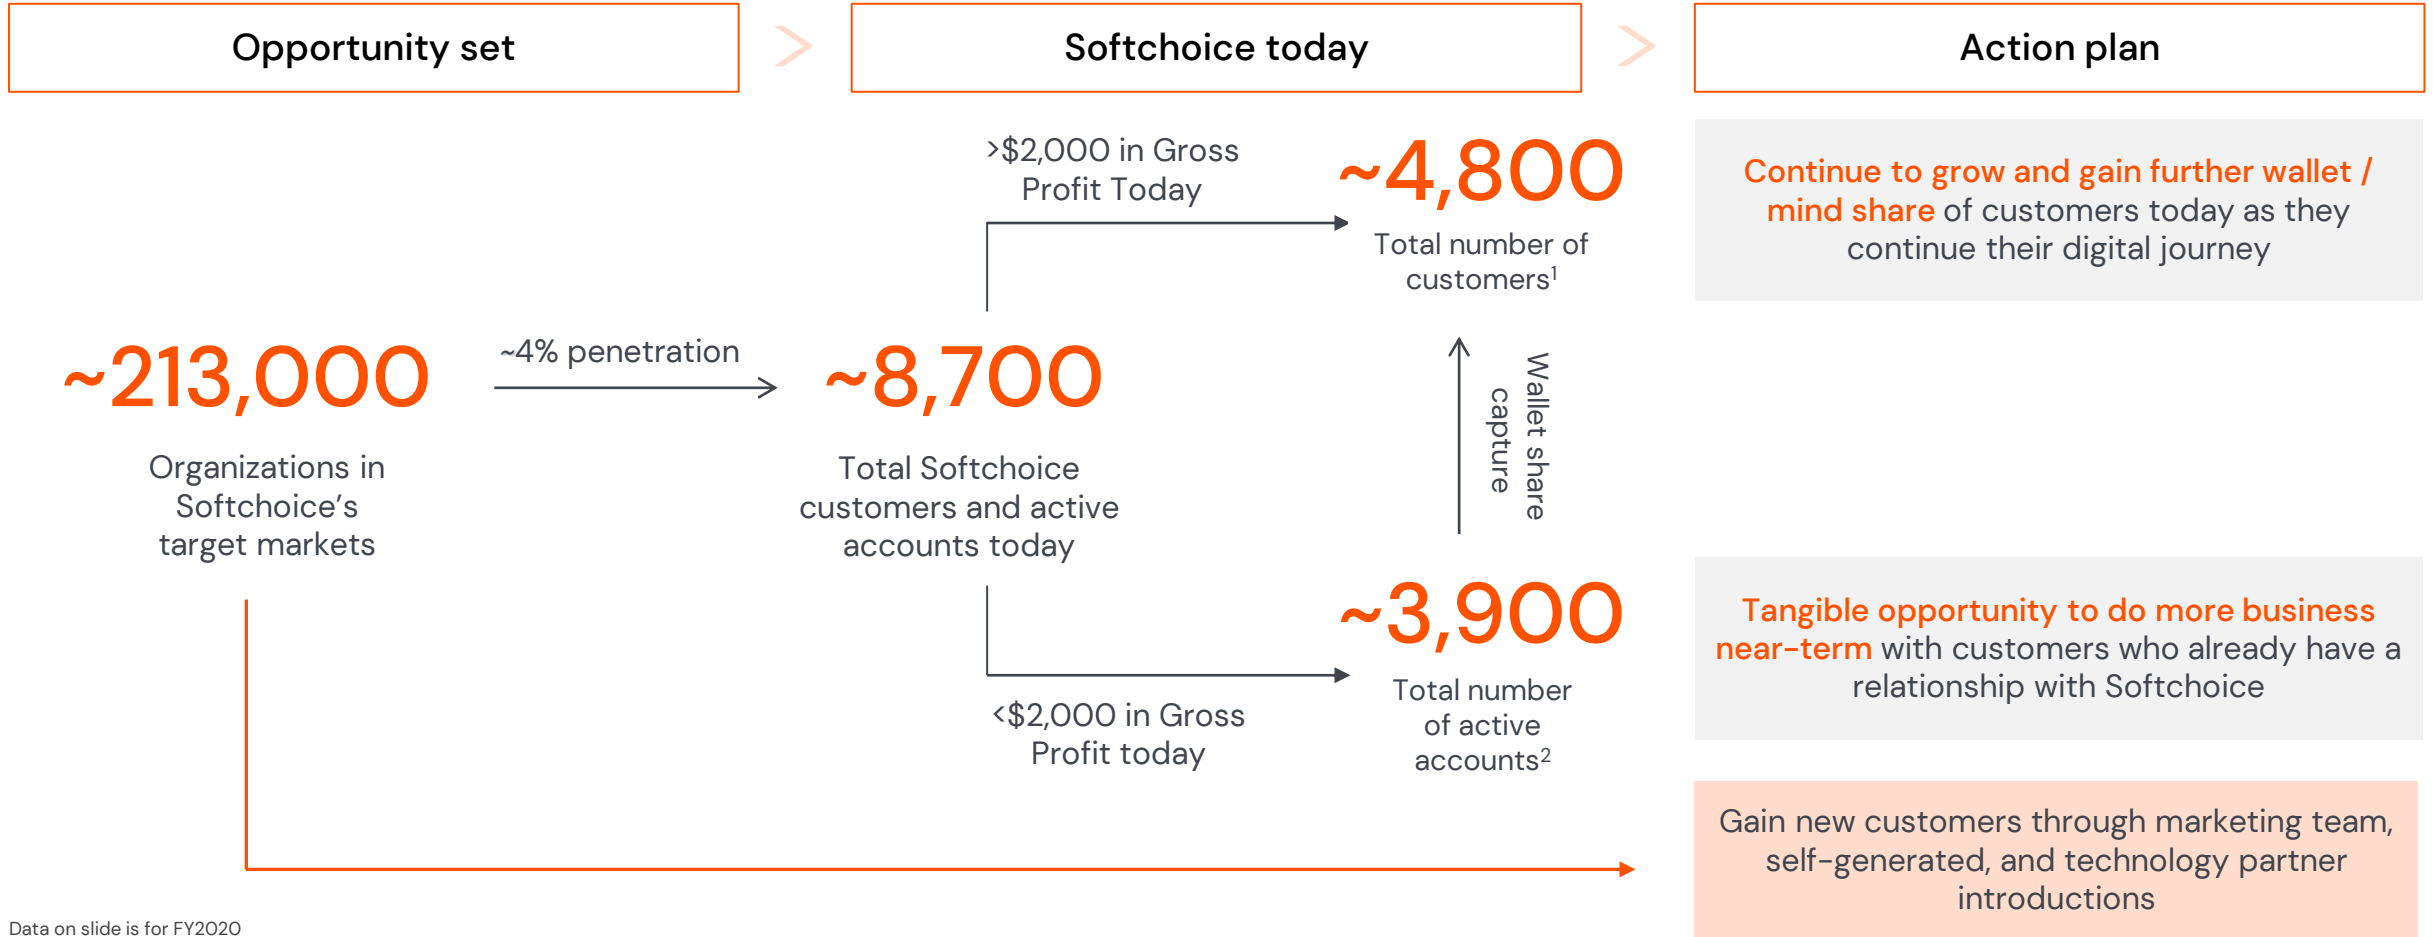 Opportunity set
Softchoice today
Action plan
~213,000
Organizations in
Softchoice’s
target markets
~4% penetration
~8,700
Total Softchoice
customers and active
accounts today
>$2,000 in Gross
Profit Today
~4,800
Total number of
customers¹
Wallet share
capture
<$2,000 in Gross
Profit today
~3,900
Total number
of active
accounts²
Continue to grow and gain further wallet /
mind share of customers today as they
continue their digital journey
Tangible opportunity to do more business
near-term with customers who already have a
relationship with Softchoice
Gain new customers through marketing team,
self-generated, and technology partner
introductions
Data on slide is for FY2020